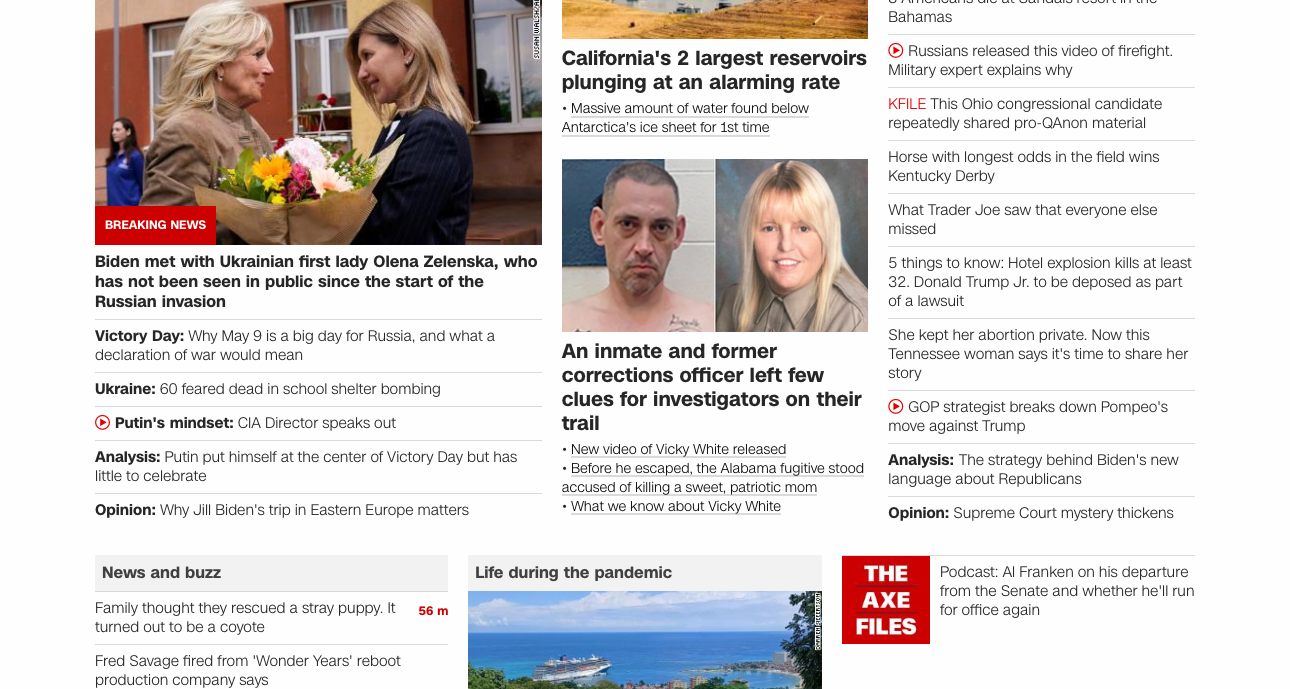 SUSAN WALSH/AP
BREAKING NEWS
Biden met with Ukrainian first lady Olena Zelenska, who
has not been seen in public since the start of the
Russian invasion
Victory Day: Why May 9 is a big day for Russia, and what a
declaration of war would mean
Ukraine: 60 feared dead in school shelter bombing
Putin's mindset: CIA Director speaks out
Analysis: Putin put himself at the center of Victory Day but has
little to celebrate
Opinion: Why Jill Biden's trip in Eastern Europe matters
California's 2 largest reservoirs
plunging at an alarming rate
• Massive amount of water found below
Antarctica's ice sheet for 1st time
An inmate and former
corrections officer left few
clues for investigators on their
trail
• New video of Vicky White released
• Before he escaped, the Alabama fugitive stood
accused of killing a sweet, patriotic mom
• What we know about Vicky White
3 Americans die at Sandals resort in the
Bahamas
Russians released this video of firefight.
Military expert explains why
KFILE This Ohio congressional candidate
repeatedly shared pro-QAnon material
Horse with longest odds in the field wins
Kentucky Derby
What Trader Joe saw that everyone else
missed
5 things to know: Hotel explosion kills at least
32. Donald Trump Jr. to be deposed as part
of a lawsuit
She kept her abortion private. Now this
Tennessee woman says it's time to share her
story
GOP strategist breaks down Pompeo's
move against Trump
Analysis: The strategy behind Biden's new
language about Republicans
Opinion: Supreme Court mystery thickens
News and buzz
Family thought they rescued a stray puppy. It
turned out to be a coyote
56 m
Fred Savage fired from 'Wonder Years' reboot
production company says
Life during the pandemic
THE
AXE
FILES
Podcast: Al Franken on his departure
from the Senate and whether he'll run
for office again